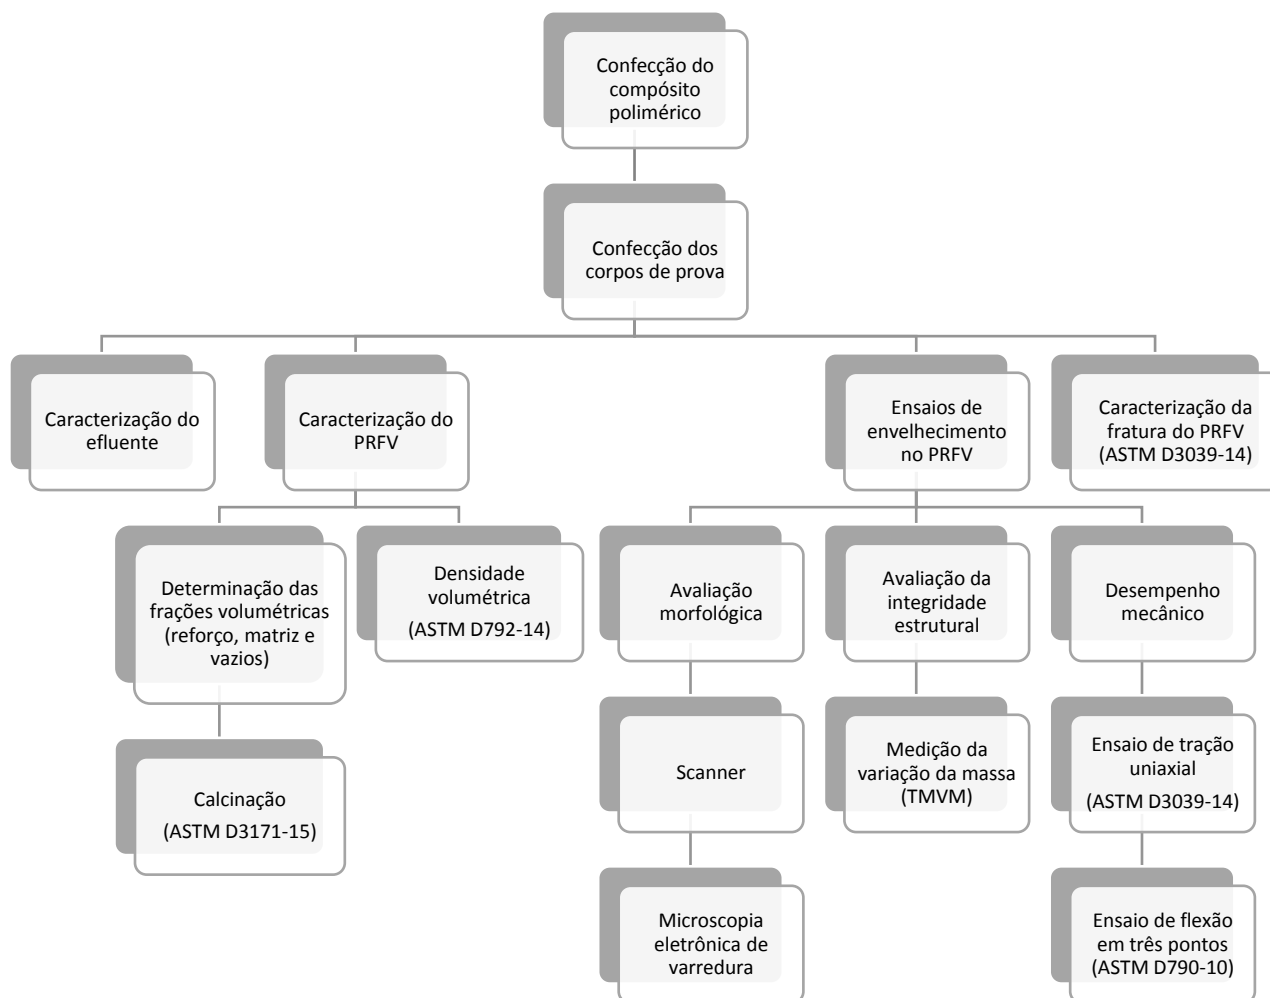 Confecção do
compósito
polimérico
Confecção dos
corpos de prova
Caracterização do
efluente
Caracterização do
PRFV
Ensaios de
envelhecimento
no PRFV
Caracterização da
fratura do PRFV
(ASTM D3039-14)
Determinação das
frações volumétricas
(reforço, matriz e
vazios)
Densidade
volumétrica
(ASTM D792-14)
Avaliação
morfológica
Avaliação da
integridade
estrutural
Desempenho
mecânico
Calcinação
(ASTM D3171-15)
Scanner
Medição da
variação da massa
(TMVM)
Ensaio de tração
uniaxial
(ASTM D3039-14)
Microscopia
eletrônica de
varredura
Ensaio de flexão
em três pontos
(ASTM D790-10)